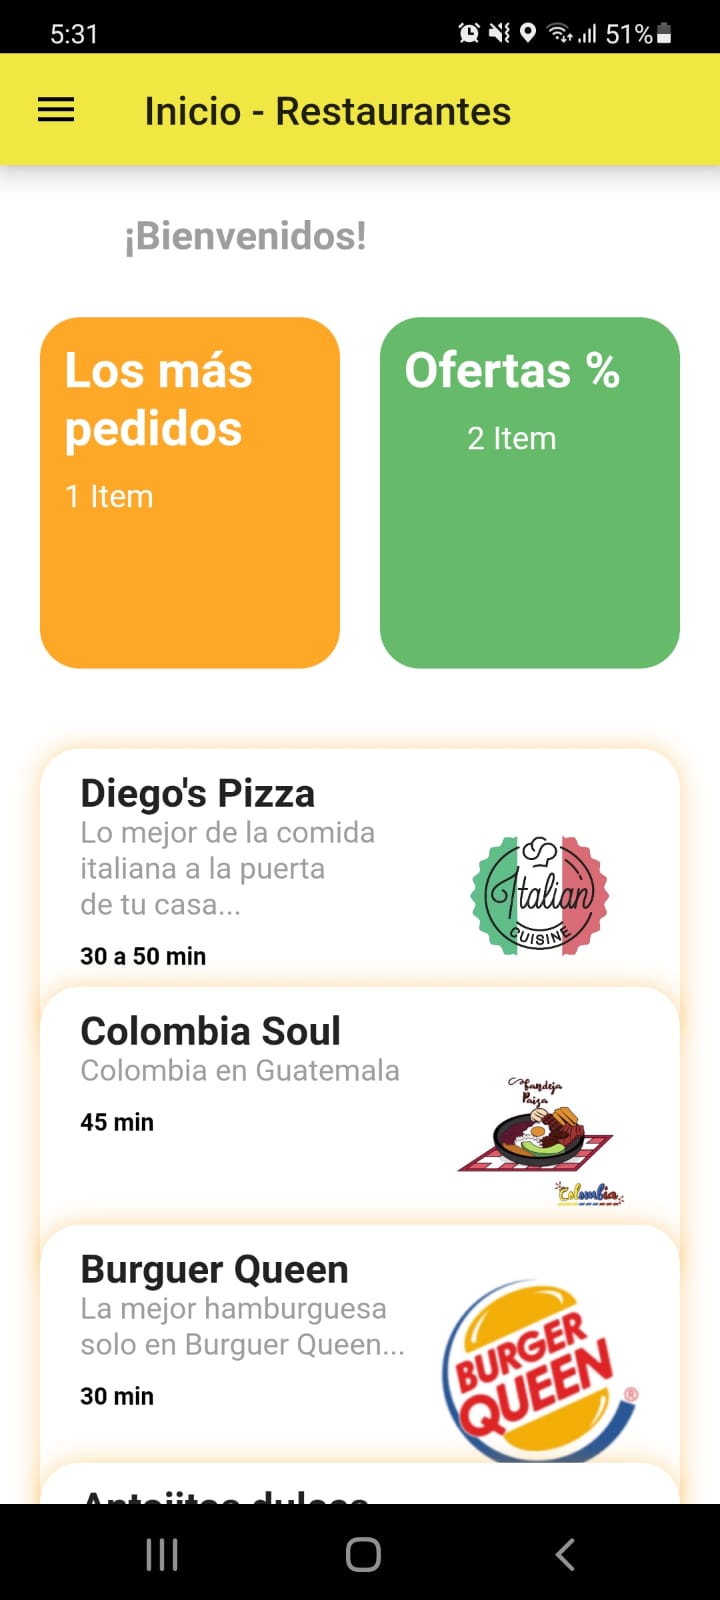 5:31
51%
Inicio - Restaurantes
¡Bienvenidos!
Los más
pedidos
1 Item
Ofertas %
2 Item
Diego's Pizza
Lo mejor de la comida
italiana a la puerta
de tu casa...
30 a 50 min
Italian
CUISINE
Colombia Soul
Colombia en Guatemala
45 min
Bandeja
Paisa
Colombia
Burguer Queen
La mejor hamburguesa
solo en Burguer Queen...
30 min
BURGER
QUEEN
®
Antojitos dulces